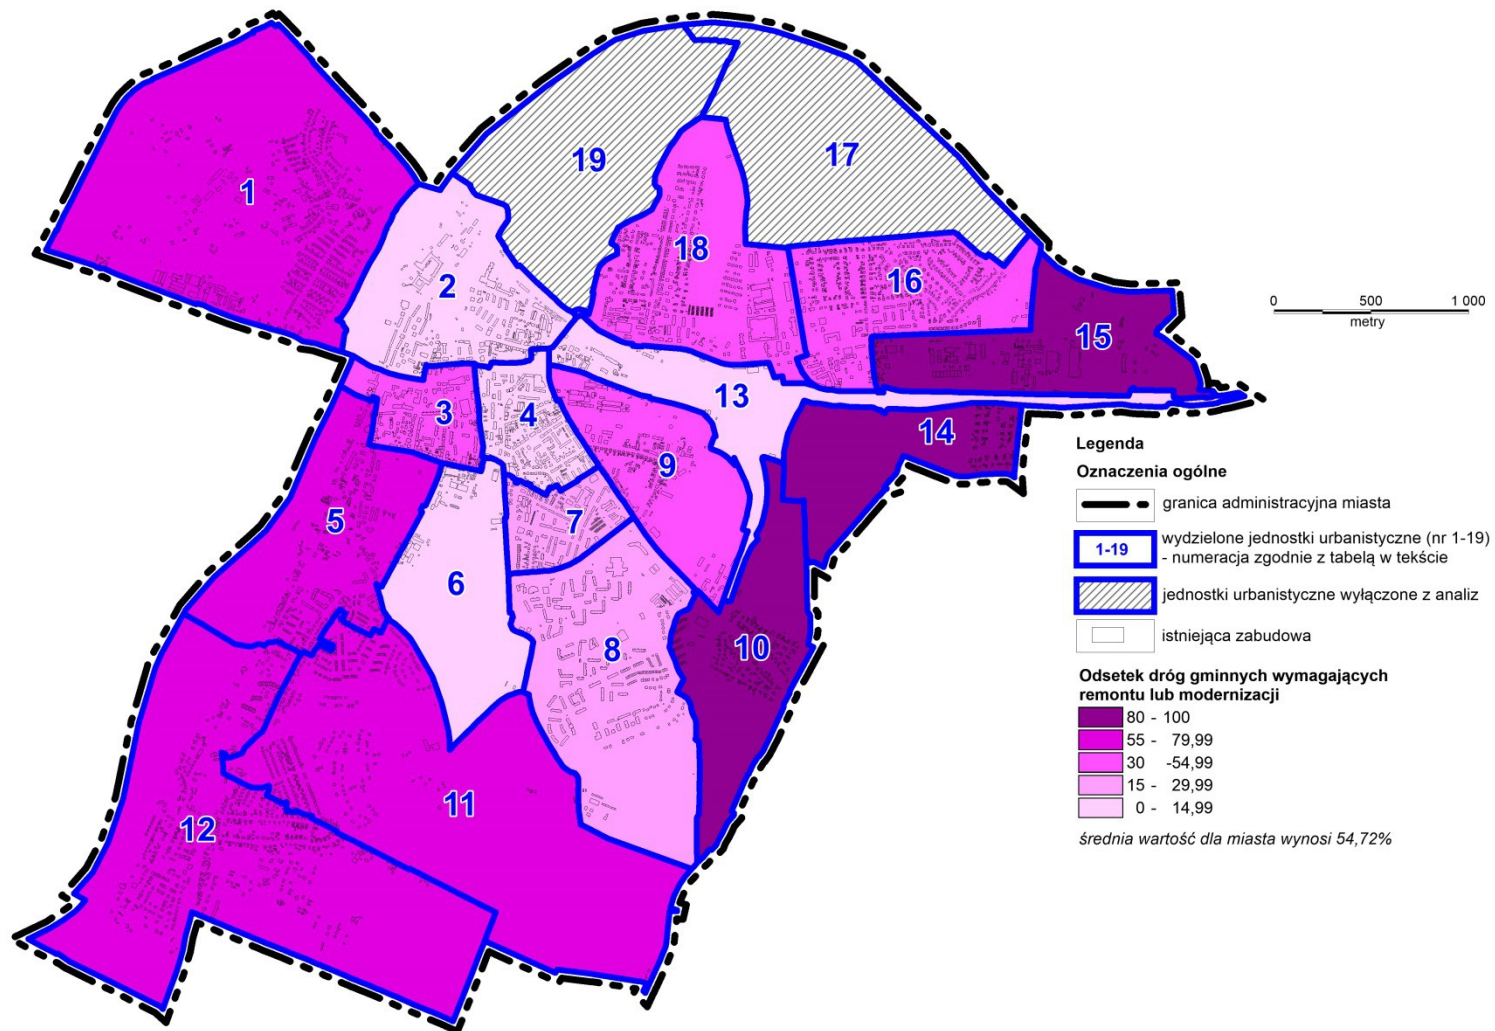 19
17
1
18
2
16
0 500 1 000
metry
15
13
4
3
14
9
Legenda
Oznaczenia ogólne
granica administracyjna miasta
7
5
1-19
wydzielone jednostki urbanistyczne (nr 1-19)
- numeracja zgodnie z tabelą w tekście
6
jednostki urbanistyczne wyłączone z analiz
istniejąca zabudowa
8
10
Odsetek dróg gminnych wymagających
remontu lub modernizacji
80 - 100
55 - 79,99
30 -54,99
15 - 29,99
0 - 14,99
11
12
średnia wartość dla miasta wynosi 54,72%